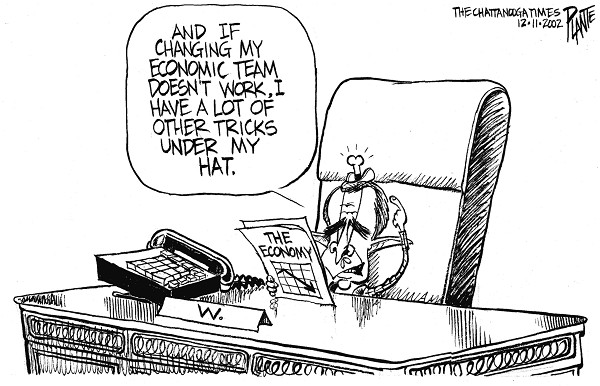 THE CHATTANOOGA TIMES
12·11·2002
PLANTE
AND IF
CHANGING MY
ECONOMIC TEAM
DOESN'T WORK, I
HAVE A LOT OF
OTHER TRICKS
UNDER MY
HAT.
THE
ECONOMY
W.